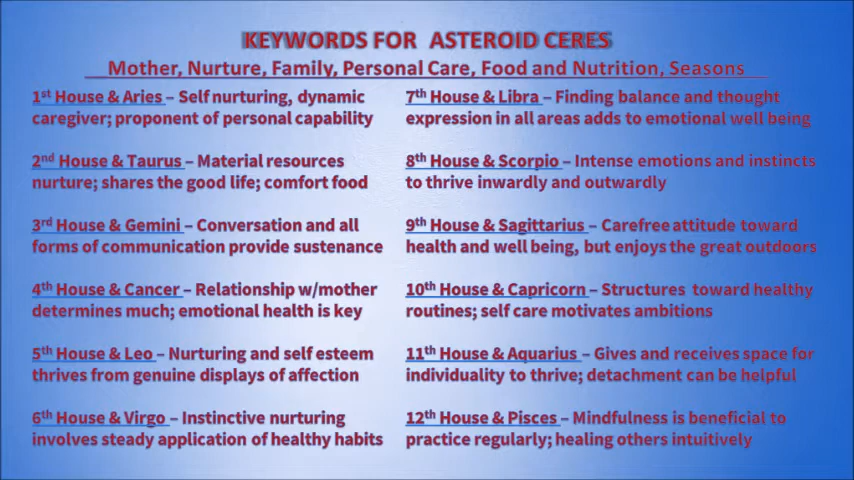 KEYWORDS FOR ASTEROID CERES
Mother, Nurture, Family, Personal Care, Food and Nutrition, Seasons
1st House & Aries – Self nurturing, dynamic
caregiver; proponent of personal capability
2nd House & Taurus – Material resources
nurture; shares the good life; comfort food
3rd House & Gemini – Conversation and all
forms of communication provide sustenance
4th House & Cancer – Relationship w/mother
determines much; emotional health is key
5th House & Leo – Nurturing and self esteem
thrives from genuine displays of affection
6th House & Virgo – Instinctive nurturing
involves steady application of healthy habits
7th House & Libra – Finding balance and thought
expression in all areas adds to emotional well being
8th House & Scorpio – Intense emotions and instincts
to thrive inwardly and outwardly
9th House & Sagittarius – Carefree attitude toward
health and well being, but enjoys the great outdoors
10th House & Capricorn – Structures toward healthy
routines; self care motivates ambitions
11th House & Aquarius – Gives and receives space for
individuality to thrive; detachment can be helpful
12th House & Pisces – Mindfulness is beneficial to
practice regularly; healing others intuitively